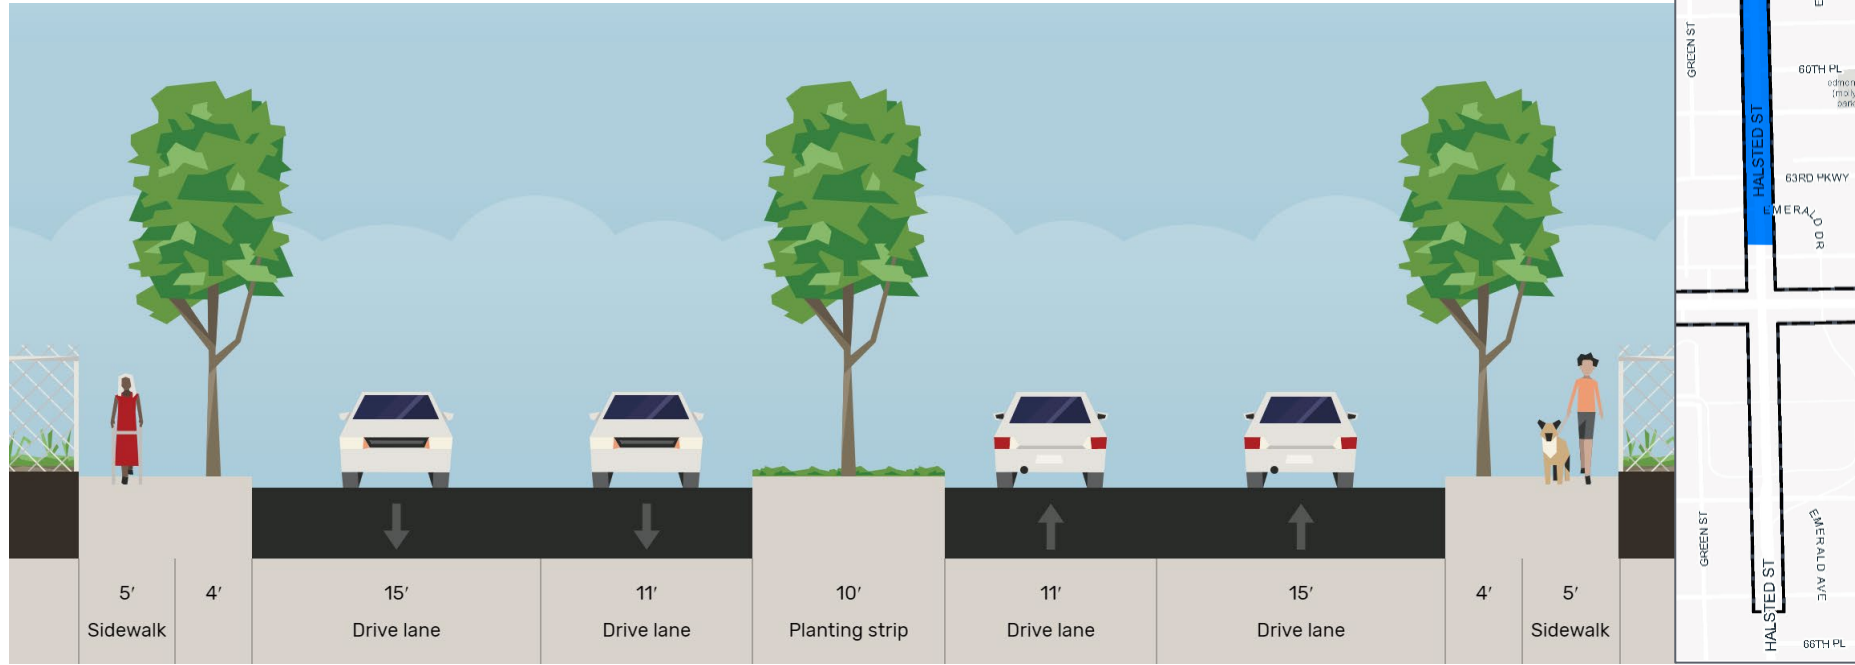 5′
Sidewalk
4′
15′
Drive lane
11′
Drive lane
10′
Planting strip
11′
Drive lane
15′
Drive lane
4′
5′
Sidewalk
GREEN ST
60TH PL
HALSTED ST
63RD PKWY
EMERALD DR
GREEN ST
EMERALD AVE
HALSTED ST
66TH PL